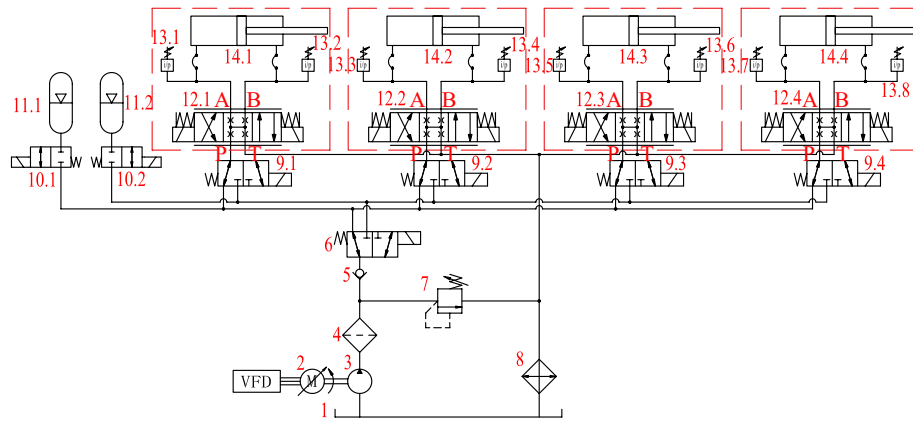 13.1 14.1 13.2 14.2 13.4 14.3 13.6 14.4
13.3 13.5 13.7
11.1 11.2 12.1 A B 12.2 A B 12.3 A B 12.4 A B 13.8
P T P T P T P T
10.1 10.2 9.1 9.2 9.3 9.4
6
5
7
4
2 3 8
VFD M
1